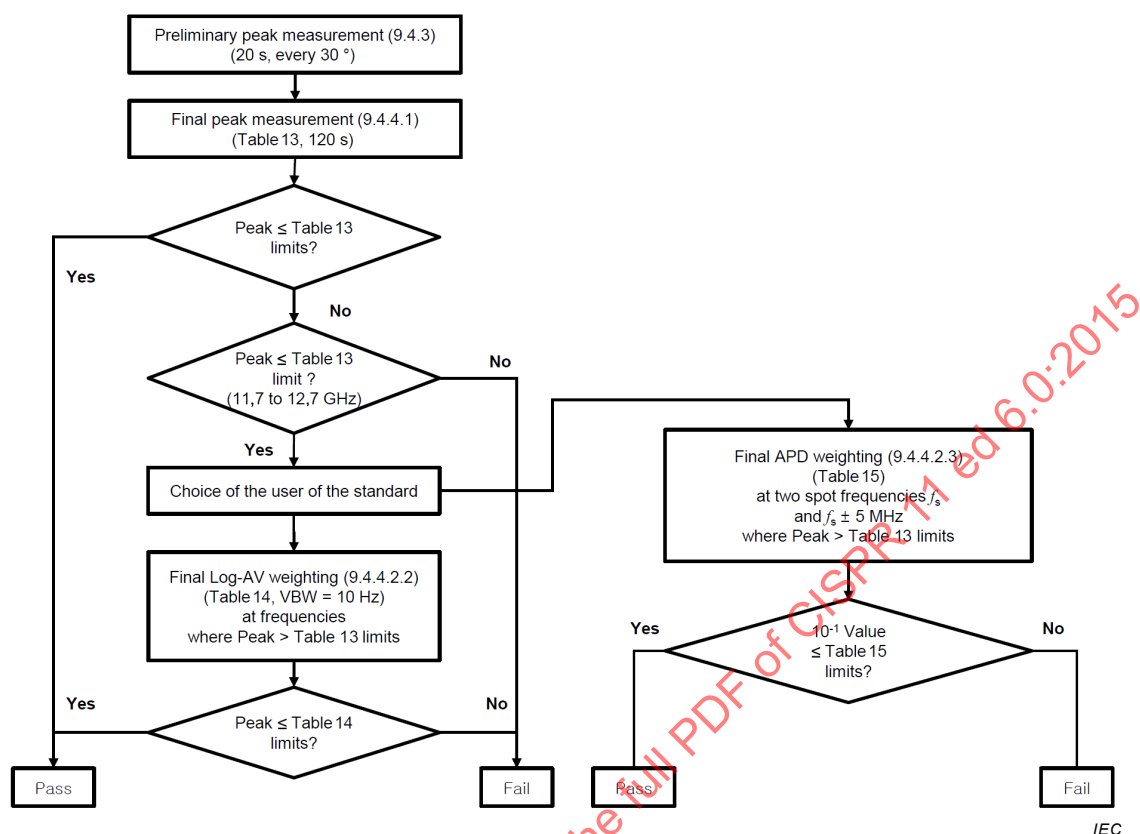 Preliminary peak measurement (9.4.3)
(20 s, every 30 °)
Final peak measurement (9.4.4.1)
(Table 13, 120 s)
Peak ≤ Table 13
limits?
Yes
No
Peak ≤ Table 13
limit ?
(11,7 to 12,7 GHz)
No
Yes
Choice of the user of the standard
Final Log-AV weighting (9.4.4.2.2)
(Table 14, VBW = 10 Hz)
at frequencies
where Peak > Table 13 limits
Yes
No
Peak ≤ Table 14
limits?
Pass
Fail
Final APD weighting (9.4.4.2.3)
(Table 15)
at two spot frequencies fs
and fs ± 5 MHz
where Peak > Table 13 limits
Yes
No
10-1 Value
≤ Table 15
limits?
Pass
Fail
IEC
he full PDF of CISPR 11 ed 6.0:2015